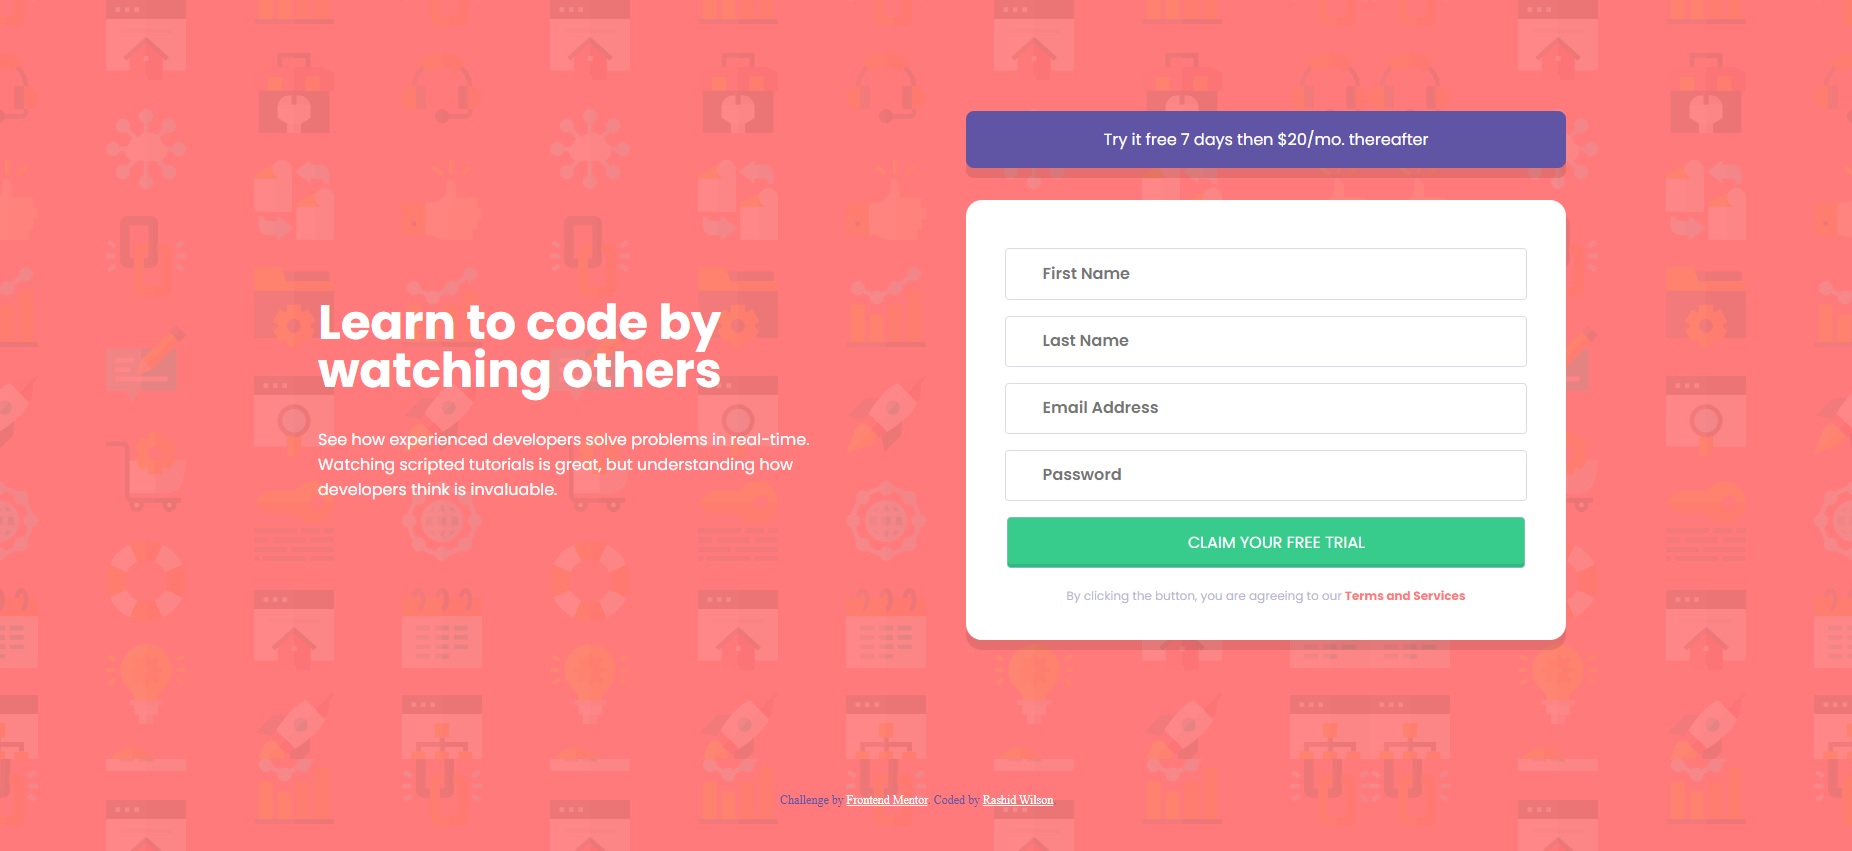 Try it free 7 days then $20/mo. thereafter
Learn to code by
watching others
See how experienced developers solve problems in real-time.
Watching scripted tutorials is great, but understanding how
developers think is invaluable.
First Name
Last Name
Email Address
Password
CLAIM YOUR FREE TRIAL
By clicking the button, you are agreeing to our Terms and Services
Challenge by Frontend Mentor. Coded by Rashid Wilson.